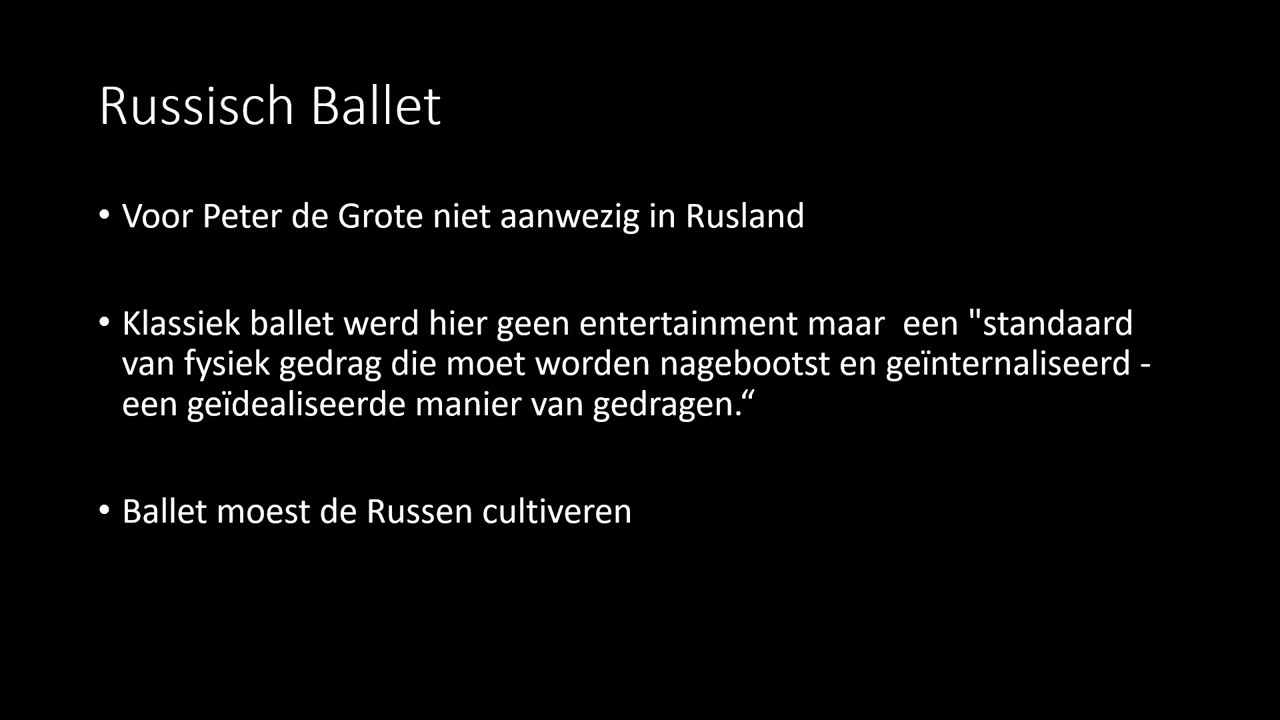 Russisch Ballet
• Voor Peter de Grote niet aanwezig in Rusland
• Klassiek ballet werd hier geen entertainment maar  een "standaard
van fysiek gedrag die moet worden nagebootst en geïnternaliseerd -
een geïdealiseerde manier van gedragen.“
• Ballet moest de Russen cultiveren